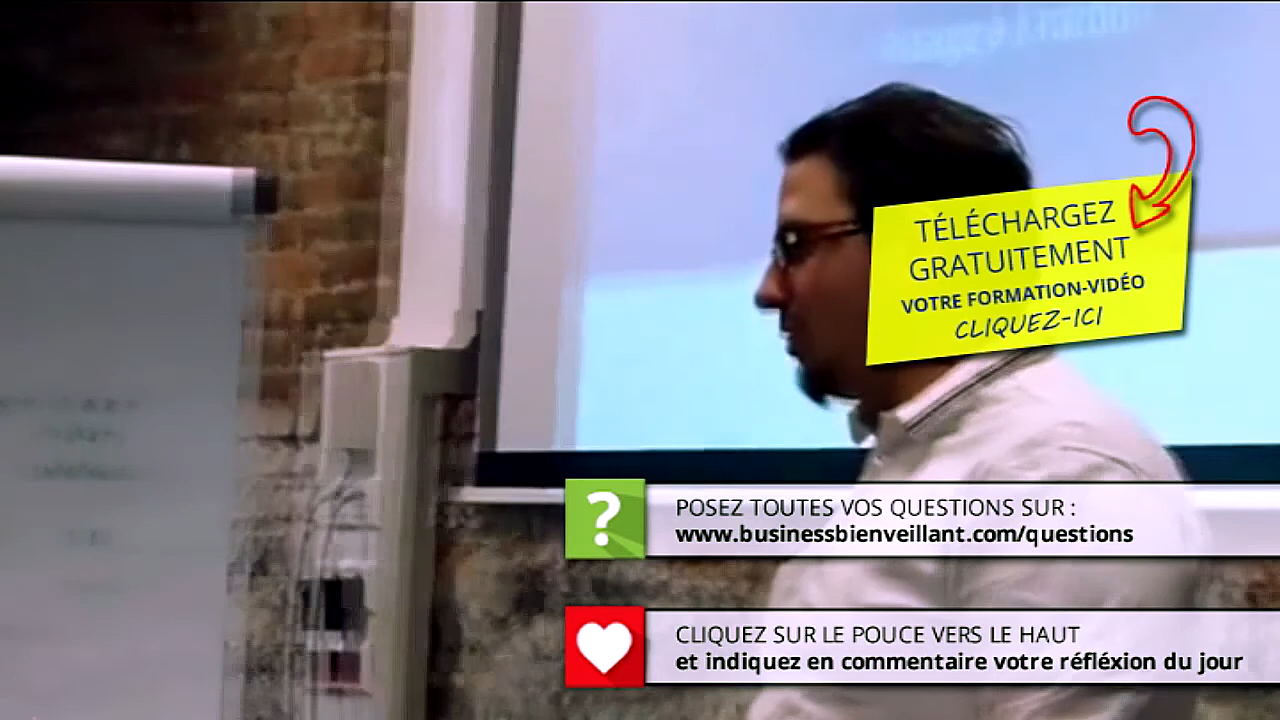 TÉLÉCHARGEZ
GRATUITEMENT
VOTRE FORMATION-VIDÉO
CLIQUEZ-ICI
?
POSEZ TOUTES VOS QUESTIONS SUR :
www.businessbienveillant.com/questions
CLIQUEZ SUR LE POUCE VERS LE HAUT
et indiquez en commentaire votre réfléxion du jour